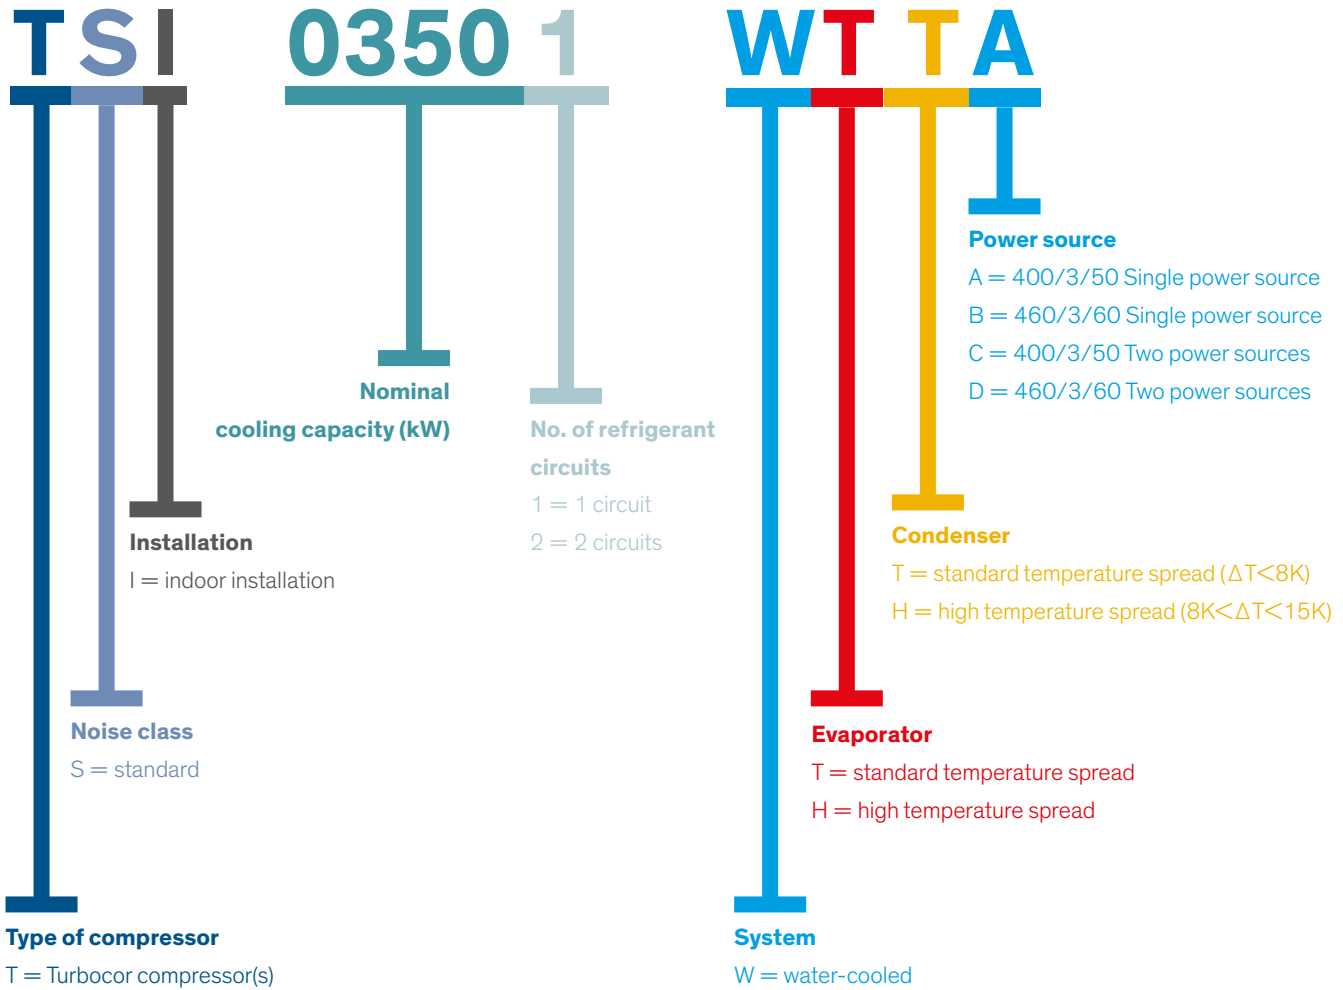 TSI 0350 1 WTTA
Power source
A = 400/3/50 Single power source
B = 460/3/60 Single power source
C = 400/3/50 Two power sources
D = 460/3/60 Two power sources
Nominal
cooling capacity (kW)
No. of refrigerant
circuits
1 = 1 circuit
2 = 2 circuits
Installation
I = indoor installation
Condenser
T = standard temperature spread (ΔT<8K)
H = high temperature spread (8K<ΔT<15K)
Noise class
S = standard
Evaporator
T = standard temperature spread
H = high temperature spread
Type of compressor
T = Turbocor compressor(s)
System
W = water-cooled